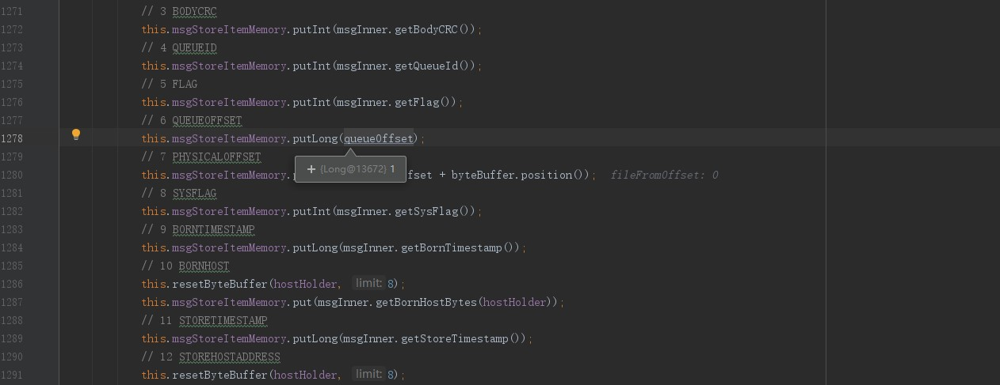 1271 // 3 BODYCRC
1272 this.msgStoreItemMemory.putInt(msgInner.getBodyCRC());
1273 // 4 QUEUEID
1274 this.msgStoreItemMemory.putInt(msgInner.getQueueId());
1275 // 5 FLAG
1276 this.msgStoreItemMemory.putInt(msgInner.getFlag());
1277 // 6 QUEUEOFFSET
1278 this.msgStoreItemMemory.putLong(queueOffset);
1279 // 7 PHYSICALOFFSET
+ {Long@13672} 1
1280 this.msgStoreItemMemory.p fset + byteBuffer.position()); fileFromOffset: 0
1281 // 8 SYSFLAG
1282 this.msgStoreItemMemory.putInt(msgInner.getSysFlag());
1283 // 9 BORNTIMESTAMP
1284 this.msgStoreItemMemory.putLong(msgInner.getBornTimestamp());
1285 // 10 BORNHOST
1286 this.resetByteBuffer(hostHolder, limit: 8);
1287 this.msgStoreItemMemory.put(msgInner.getBornHostBytes(hostHolder));
1288 // 11 STORETIMESTAMP
1289 this.msgStoreItemMemory.putLong(msgInner.getStoreTimestamp());
1290 // 12 STOREHOSTADDRESS
1291 this.resetByteBuffer(hostHolder, limit: 8);